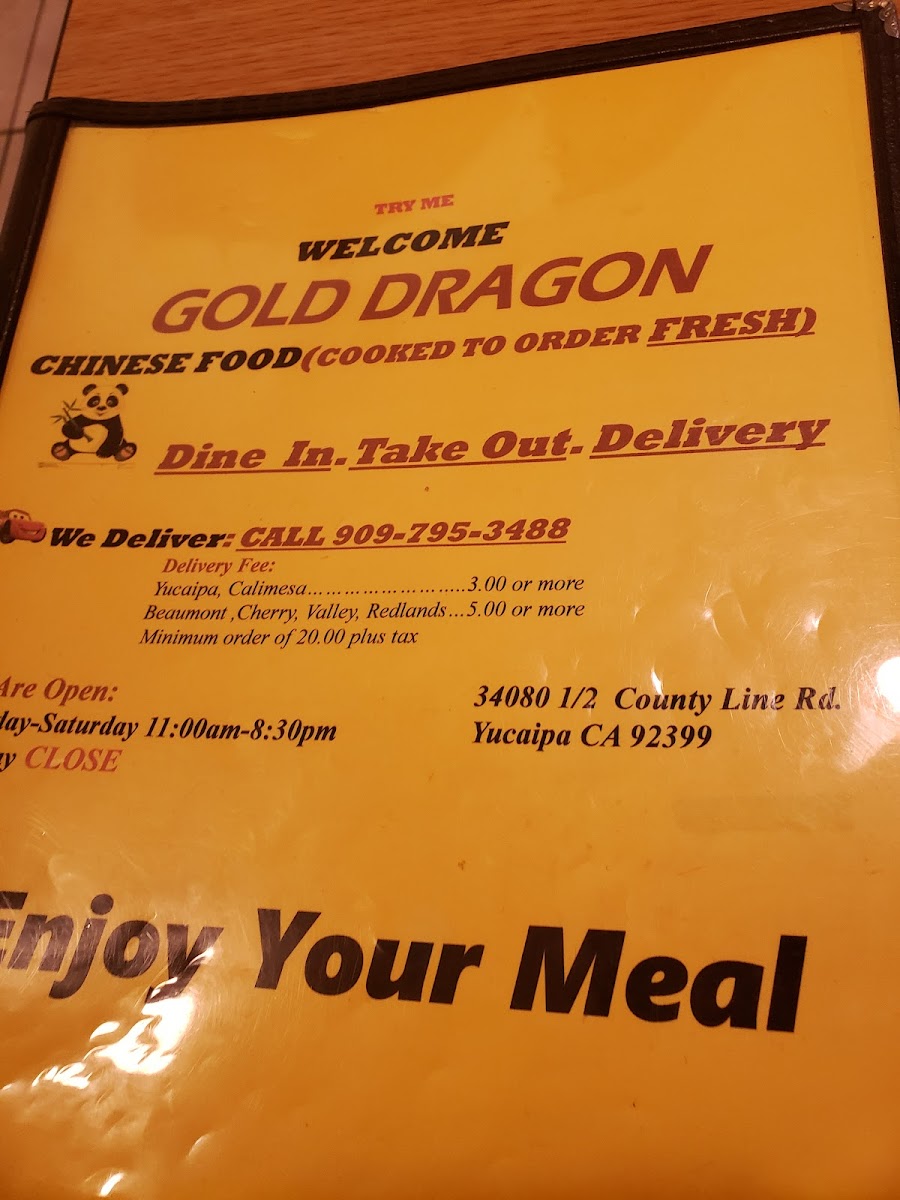 TRY ME
WELCOME
GOLD DRAGON
CHINESE FOOD(COOKED TO ORDER FRESH)
Dine In. Take Out. Delivery
We Deliver: CALL 909-795-3488
Delivery Fee:
Yucaipa, Calimesa.........................3.00 or more
Beaumont ,Cherry, Valley, Redlands...5.00 or more
Minimum order of 20.00 plus tax
Are Open:
day-Saturday 11:00am-8:30pm
CLOSE
34080 1/2 County Line Rd.
Yucaipa CA 92399
Enjoy Your Meal